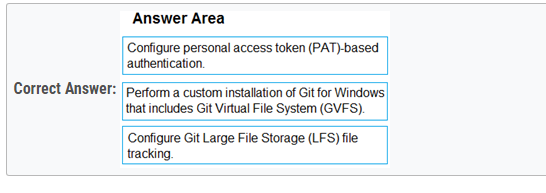 Answer Area
Configure personal access token (PAT)-based
authentication.
Correct Answer:
Perform a custom installation of Git for Windows
that includes Git Virtual File System (GVFS).
Configure Git Large File Storage (LFS) file
tracking.